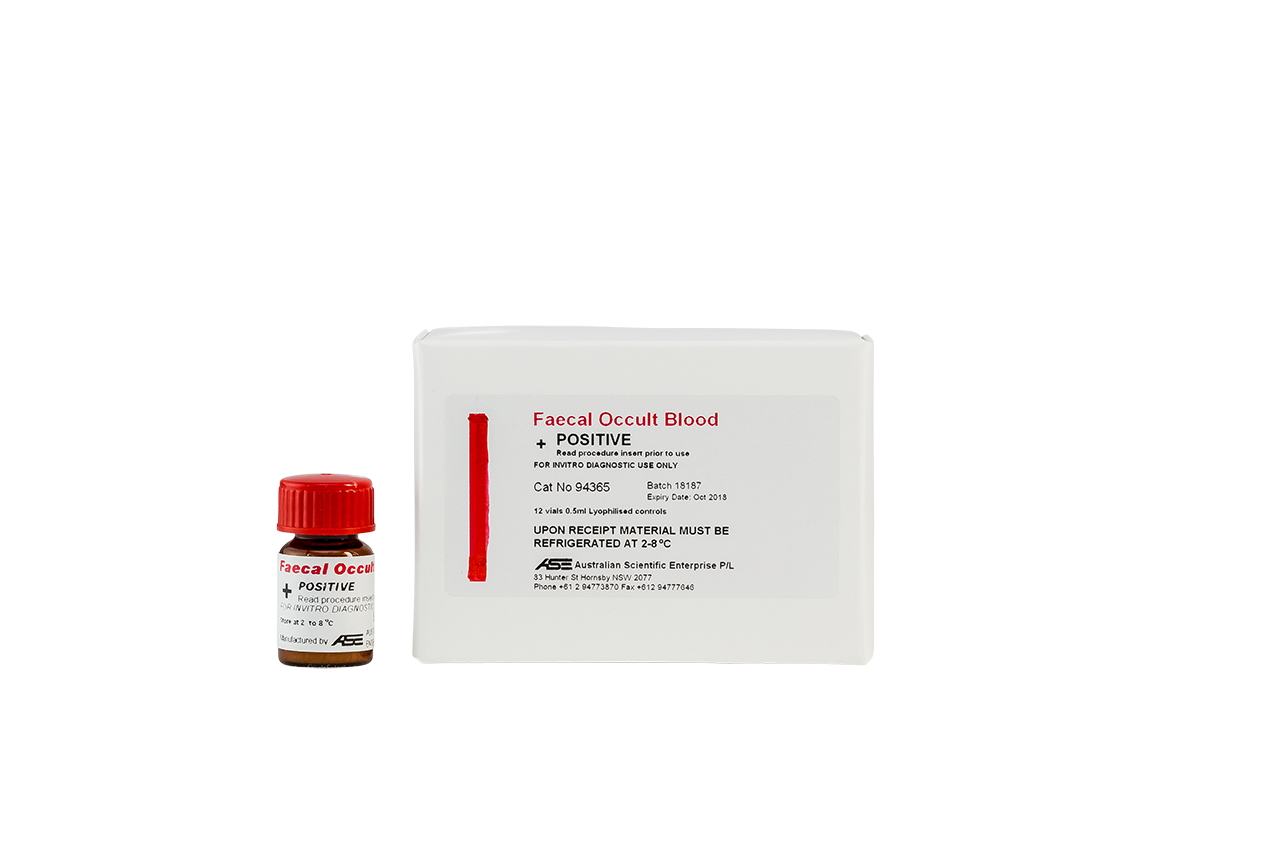 Faecal Occult Blood
+ POSITIVE
Read procedure insert prior to use
FOR INVITRO DIAGNOSTIC USE ONLY
Cat No 94365 Batch 18187
Expiry Date: Oct 2018
12 vials 0.5ml Lyophilised controls
UPON RECEIPT MATERIAL MUST BE
REFRIGERATED AT 2-8 ºC
ASE Australian Scientific Enterprise P/L
33 Hunter St Hornsby NSW 2077
Phone +61 2 94773870 Fax +612 94777646
Faecal Occult
+ POSITIVE
Read procedure
FOR INVITRO DIAGNOSTIC
Store at 2 to 8 ºC
Manufactured by ASE